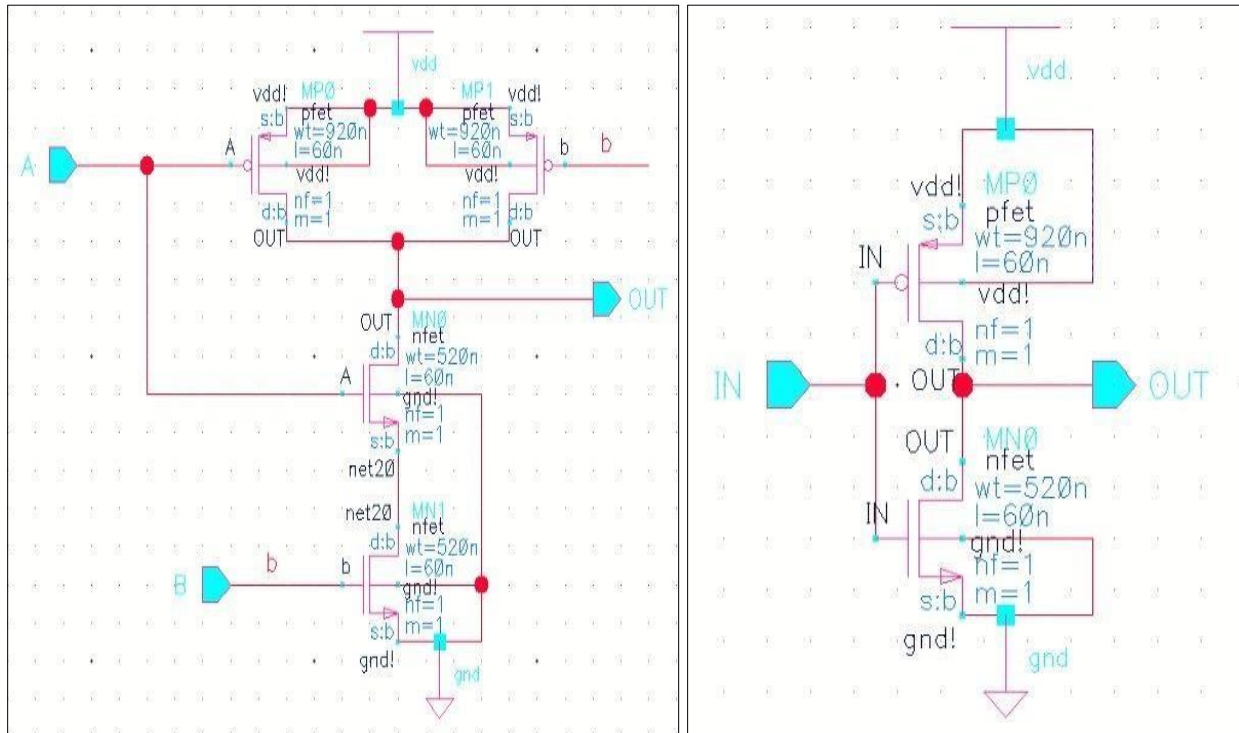 vdd
vdd!
MP0
pfet
s:b
wt=920n
l=60n
A
vdd!
nf=1
d:b
m=1
OUT
MP1
vdd!
pfet
s:b
wt=920n
l=60n
b
b
vdd!
nf=1
d:b
m=1
OUT
A
OUT
OUT
MN0
nfet
d:b
wt=520n
l=60n
A
gnd!
nf=1
s:b
m=1
net20
net20
MN1
nfet
d:b
wt=520n
l=60n
B
b
b
gnd!
nf=1
s:b
m=1
gnd!
gnd
vdd
vdd!
MP0
s:b
pfet
wt=920n
l=60n
IN
vdd!
nf=1
d:b
m=1
IN
OUT
OUT
OUT
MN0
nfet
d:b
wt=520n
l=60n
IN
gnd!
nf=1
s:b
m=1
gnd!
gnd